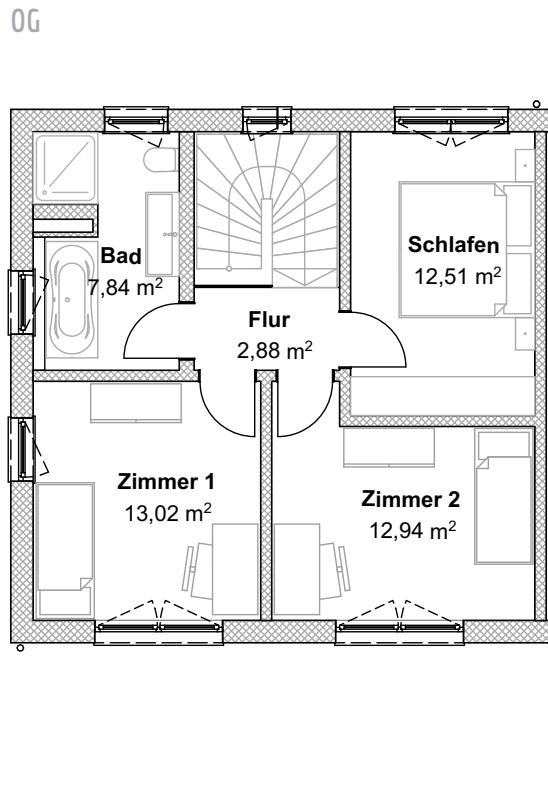 OG
Bad
7,84 m²
Schlafen
12,51 m²
Flur
2,88 m²
Zimmer 1
13,02 m²
Zimmer 2
12,94 m²